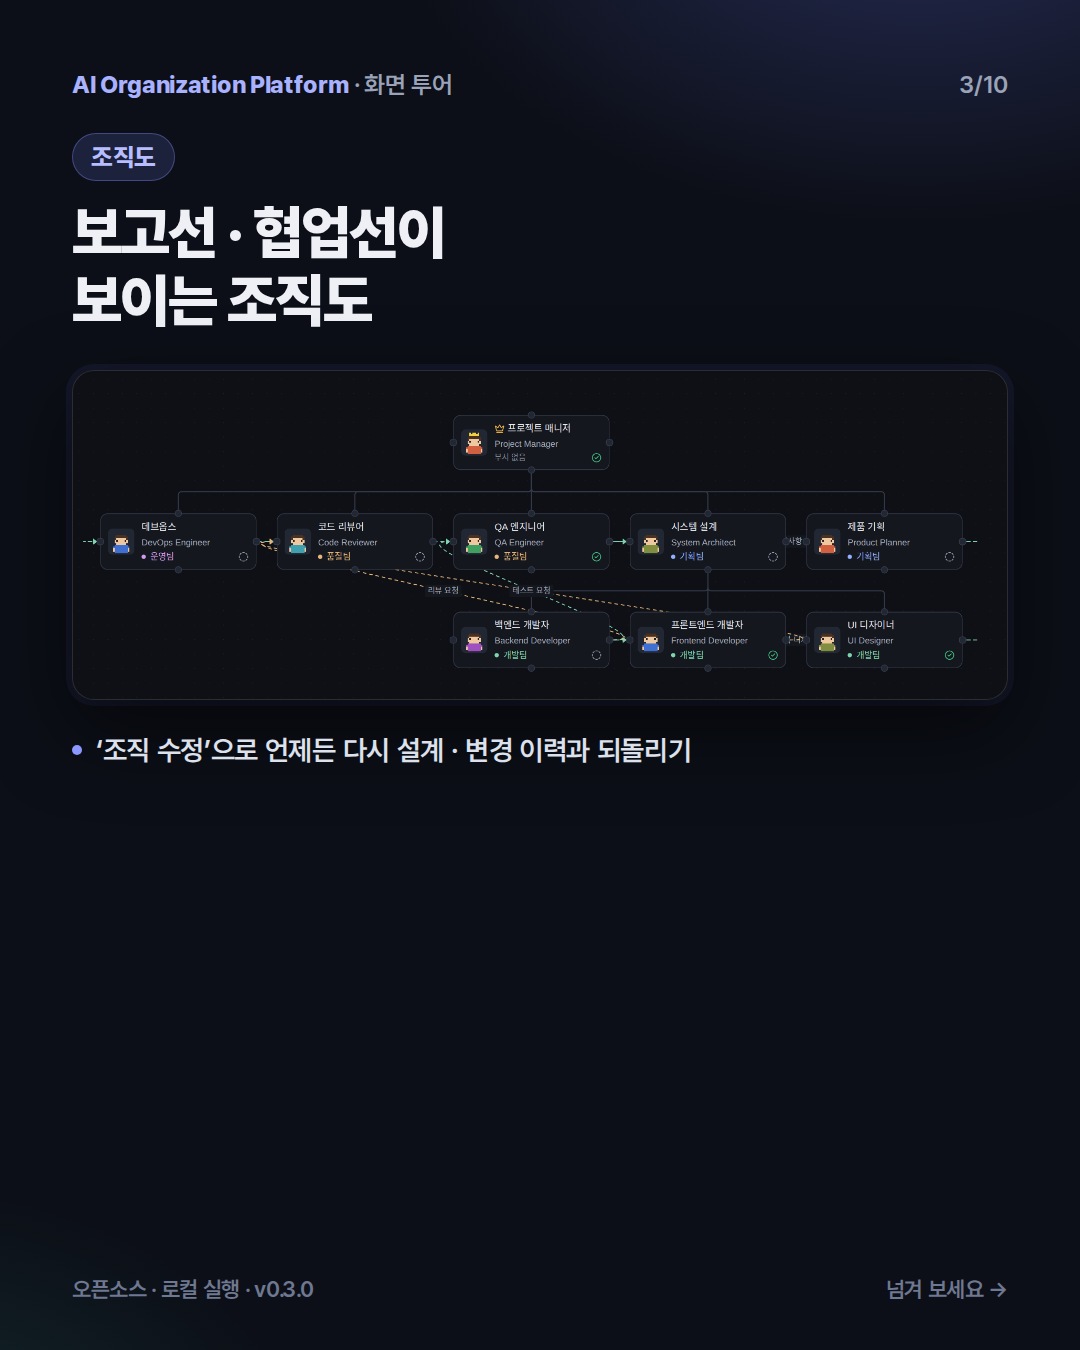 AI Organization Platform · 화면 투어
3/10
조직도
보고선 · 협업선이
보이는 조직도
프로젝트 매니저
Project Manager
부서 없음
데브옵스
DevOps Engineer
운영팀
코드 리뷰어
Code Reviewer
품질팀
QA 엔지니어
QA Engineer
품질팀
시스템 설계
System Architect
기획팀
제품 기획
Product Planner
기획팀
리뷰 요청
테스트 요청
백엔드 개발자
Backend Developer
개발팀
프론트엔드 개발자
Frontend Developer
개발팀
UI 디자이너
UI Designer
개발팀
‘조직 수정’으로 언제든 다시 설계 · 변경 이력과 되돌리기
오픈소스 · 로컬 실행 · v0.3.0
넘겨 보세요 →